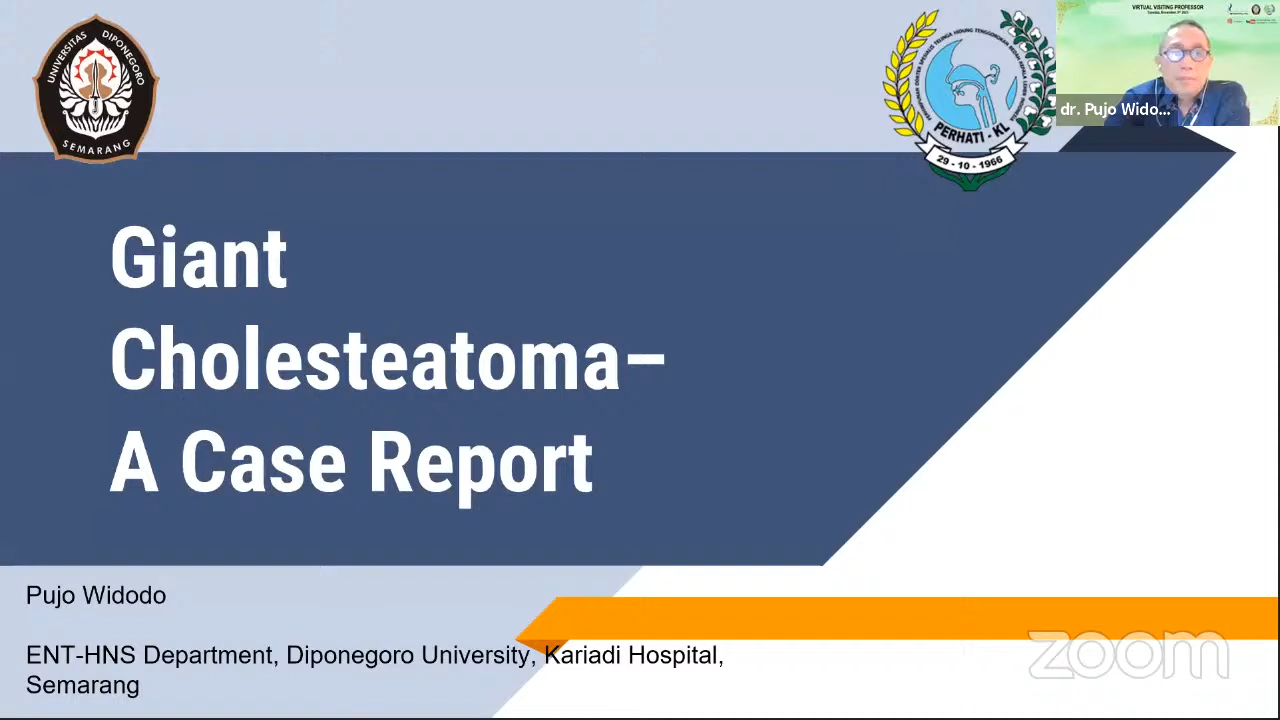 UNIVERSITAS DIPONEGORO
SEMARANG
PERHATI - KL
29 - 10 - 1966
VIRTUAL VISITING PROFESSOR
dr. Pujo Wido...
Giant
Cholesteatoma–
A Case Report
Pujo Widodo
ENT-HNS Department, Diponegoro University, Kariadi Hospital,
Semarang
zoom